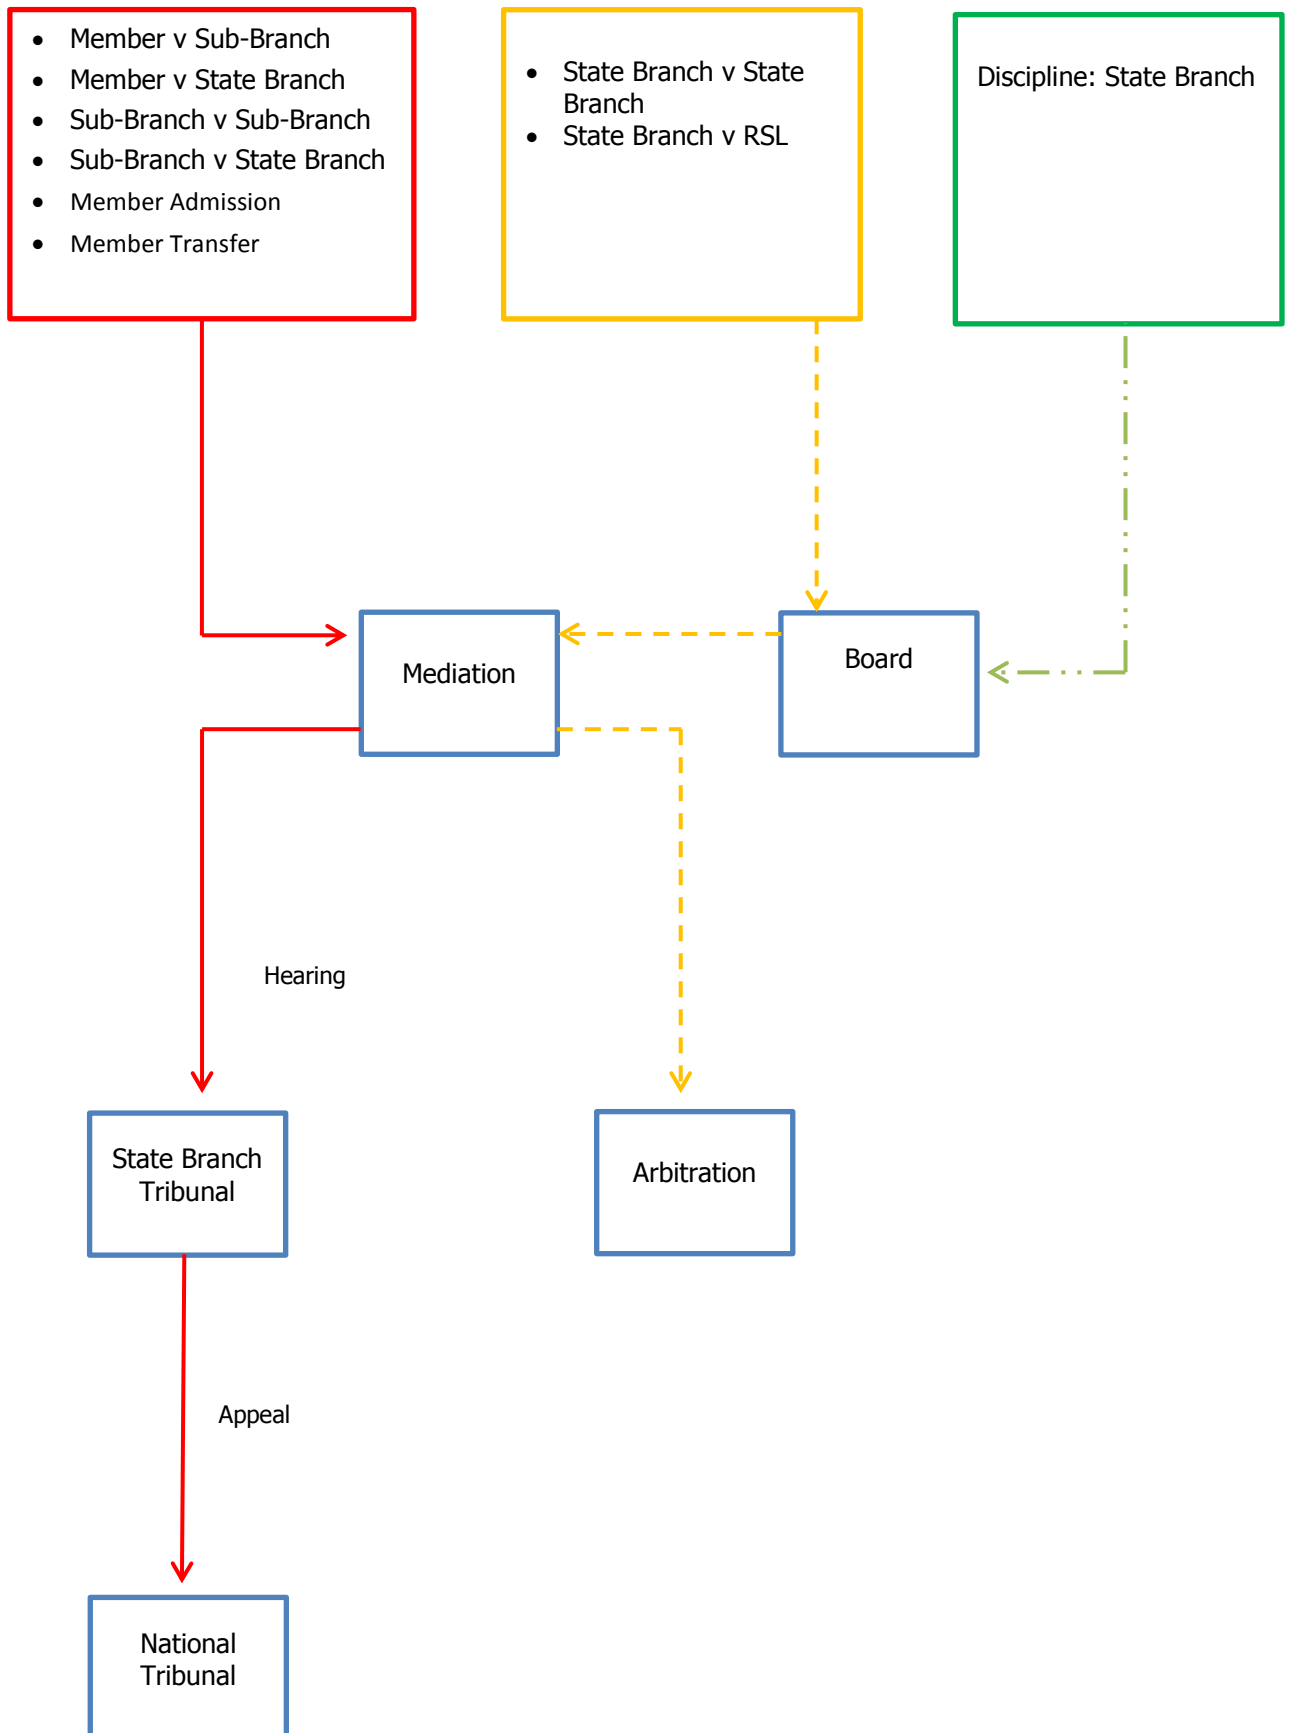 • Member v Sub-Branch
• Member v State Branch
• Sub-Branch v Sub-Branch
• Sub-Branch v State Branch
• Member Admission
• Member Transfer
• State Branch v State
Branch
• State Branch v RSL
Discipline: State Branch
Mediation
Board
Hearing
State Branch
Tribunal
Arbitration
Appeal
National
Tribunal